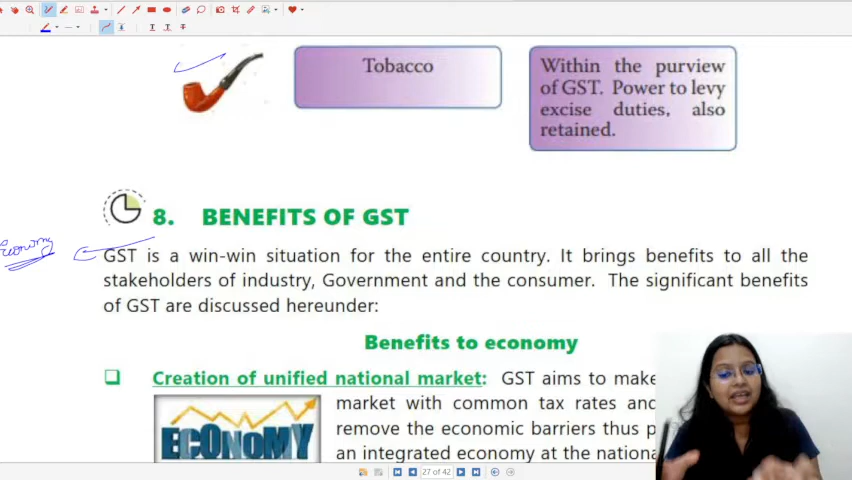 Tobacco
Within the purview
of GST. Power to levy
excise duties, also
retained.
8. BENEFITS OF GST
Economy
GST is a win-win situation for the entire country. It brings benefits to all the
stakeholders of industry, Government and the consumer. The significant benefits
of GST are discussed hereunder:
Benefits to economy
Creation of unified national market: GST aims to make
market with common tax rates and
remove the economic barriers thus
an integrated economy at the national
ECONOMY
27 of 42